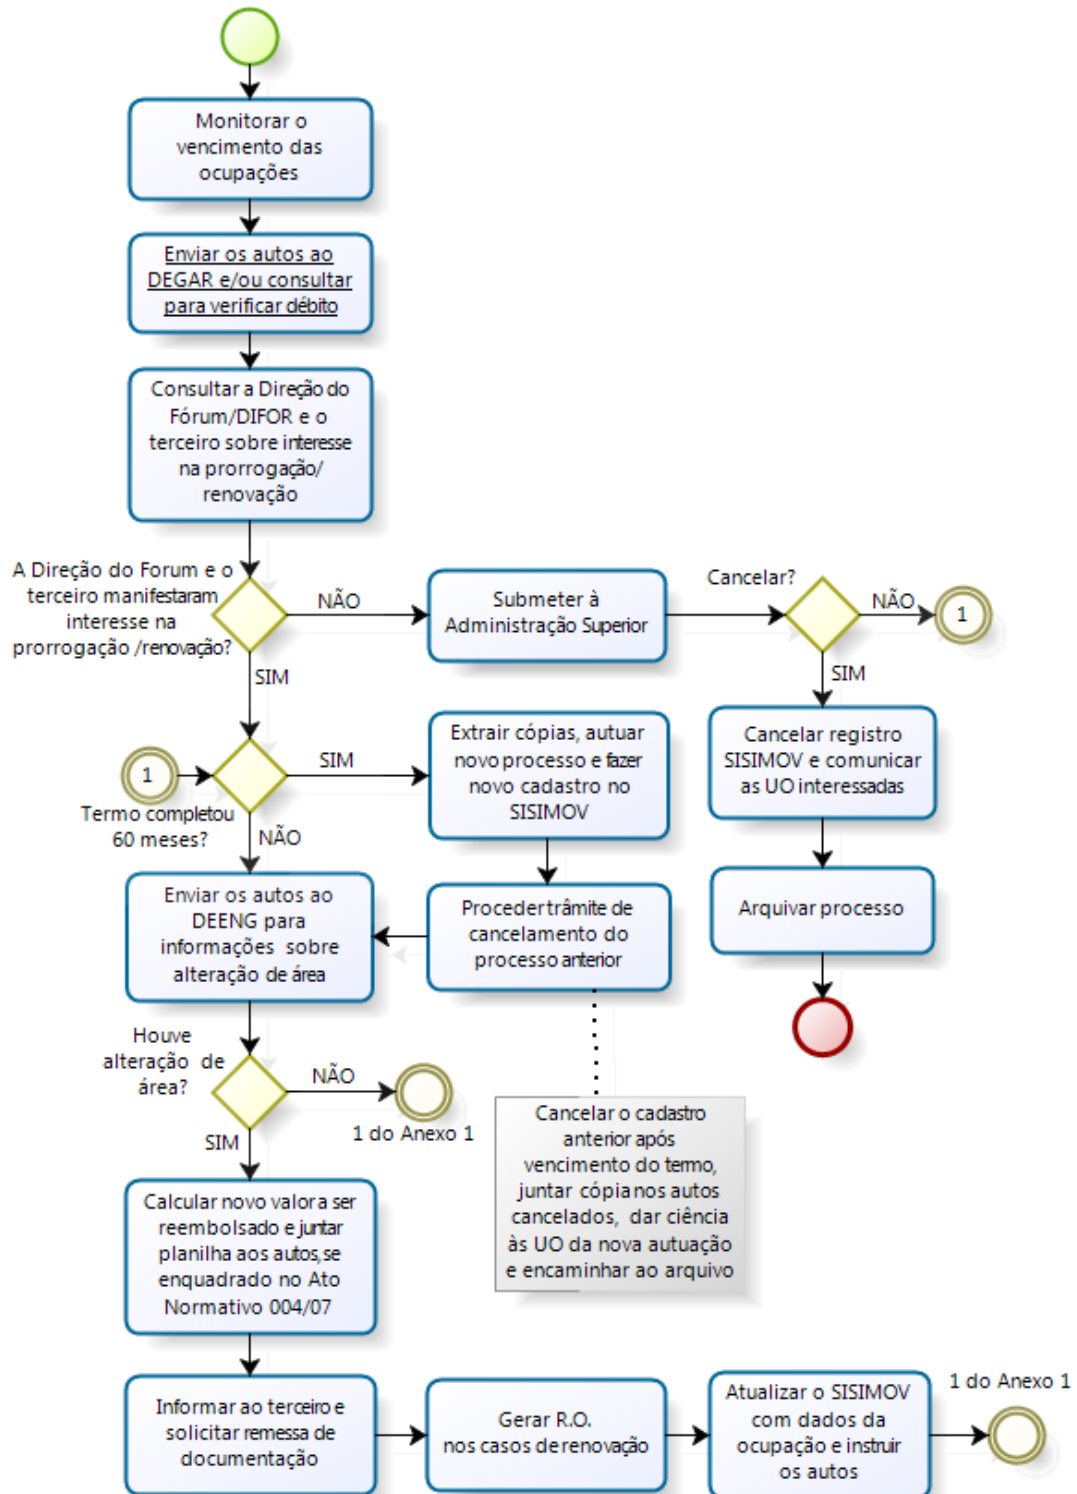 Monitorar o
vencimento das
ocupações
Enviar os autos ao
DEGAR e/ou consultar
para verificar débito
Consultar a Direção do
Fórum/DIFOR e o
terceiro sobre interesse
na prorrogação/
renovação
A Direção do Forum e o
terceiro manifestaram
interesse na
prorrogação /renovação?
NÃO
Submeter à
Administração Superior
Cancelar?
NÃO
1
SIM
SIM
Cancelar registro
SISIMOV e comunicar
as UO interessadas
Arquivar processo
1
Termo completou
60 meses?
SIM
Extrair cópias, autuar
novo processo e fazer
novo cadastro no
SISIMOV
NÃO
Proceder trâmite de
cancelamento do
processo anterior
Enviar os autos ao
DEENG para
informações sobre
alteração de área
Cancelar o cadastro
anterior após
vencimento do termo,
juntar cópia nos autos
cancelados, dar ciência
às UO da nova autuação
e encaminhar ao arquivo
Houve
alteração de
área?
NÃO
1 do Anexo 1
SIM
Calcular novo valor a ser
reembolsado e juntar
planilha aos autos,se
enquadrado no Ato
Normativo 004/07
Informar ao terceiro e
solicitar remessa de
documentação
Gerar R.O.
nos casos de renovação
Atualizar o SISIMOV
com dados da
ocupação e instruir
os autos
1 do Anexo 1